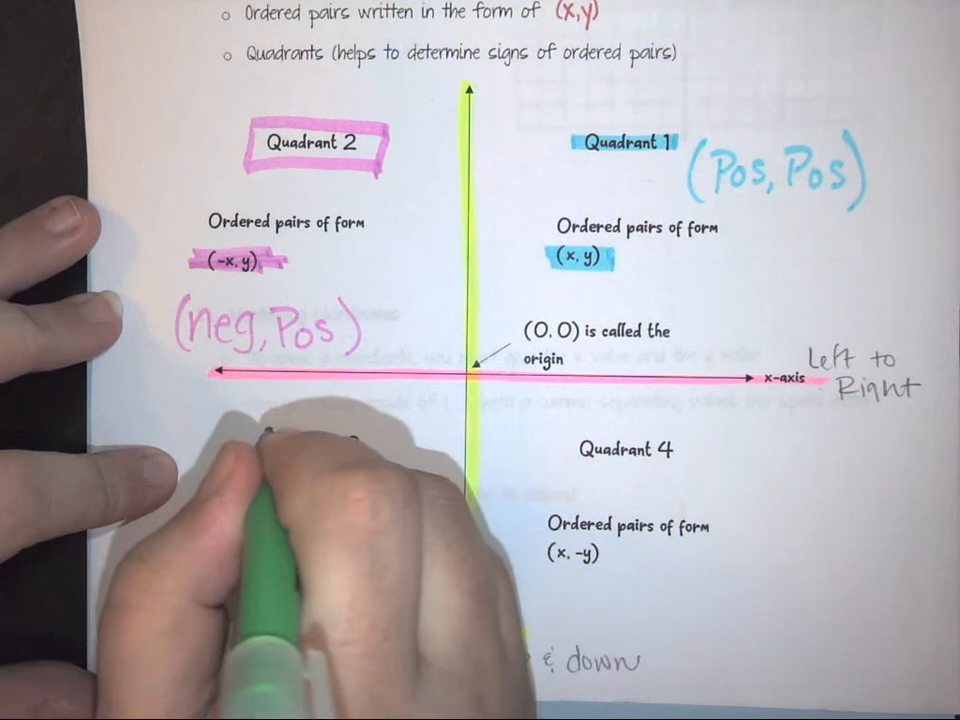 ○ Ordered pairs written in the form of (x,y)
○ Quadrants (helps to determine signs of ordered pairs)
Quadrant 2
Quadrant 1
(Pos, Pos)
Ordered pairs of form
(-x, y)
(neg, Pos)
Ordered pairs of form
(x, y)
(0, 0) is called the
origin
x-axis
Left to
Right
Quadrant 4
Ordered pairs of form
(x, -y)
& down